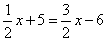 1/2 x + 5 = 3/2 x − 6